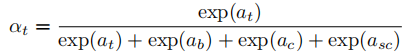 α_t = exp(a_t) / (exp(a_t) + exp(a_b) + exp(a_c) + exp(a_sc))